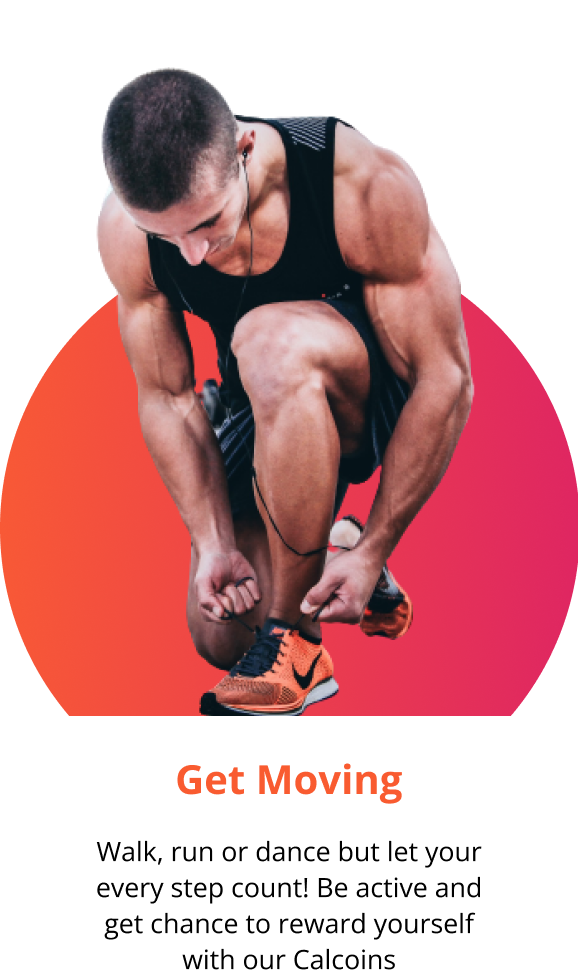 Get Moving
Walk, run or dance but let your
every step count! Be active and
get chance to reward yourself
with our Calcoins